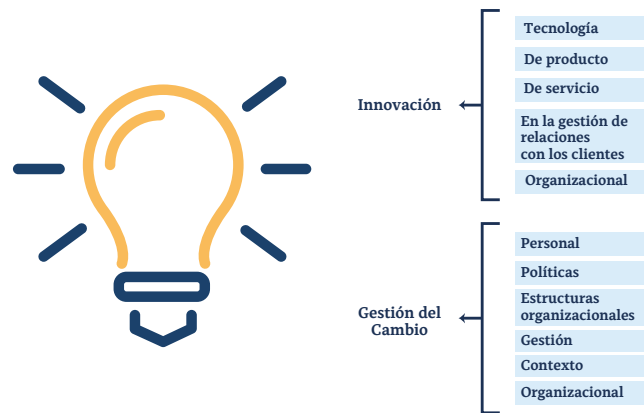 Innovación
Tecnología
De producto
De servicio
En la gestión de
relaciones
con los clientes
Organizacional
Gestión del
Cambio
Personal
Políticas
Estructuras
organizacionales
Gestión
Contexto
Organizacional